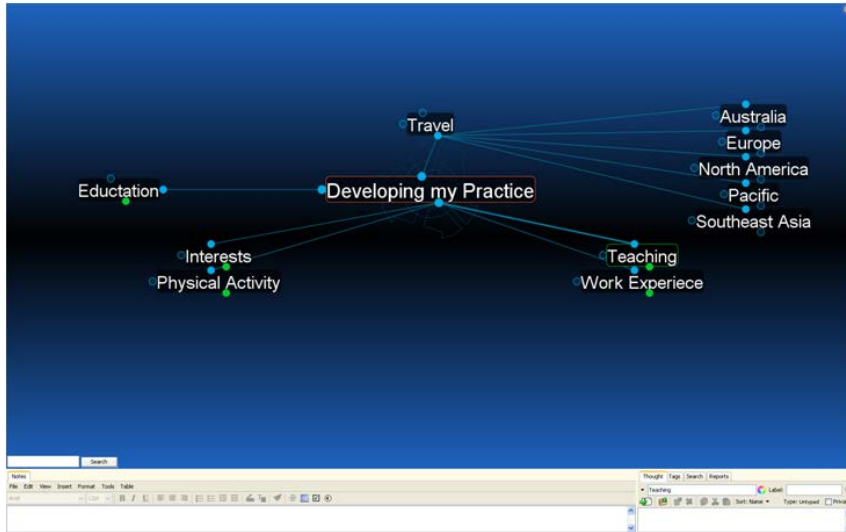 Travel
Australia
Europe
North America
Pacific
Southeast Asia
Eductation
Developing my Practice
Interests
Physical Activity
Teaching
Work Experiece
Search
Notes
File Edit View Insert Format Tools Table
B I U
Thought Tags Search Reports
Teaching Label:
Sort: Name Type: Untyped